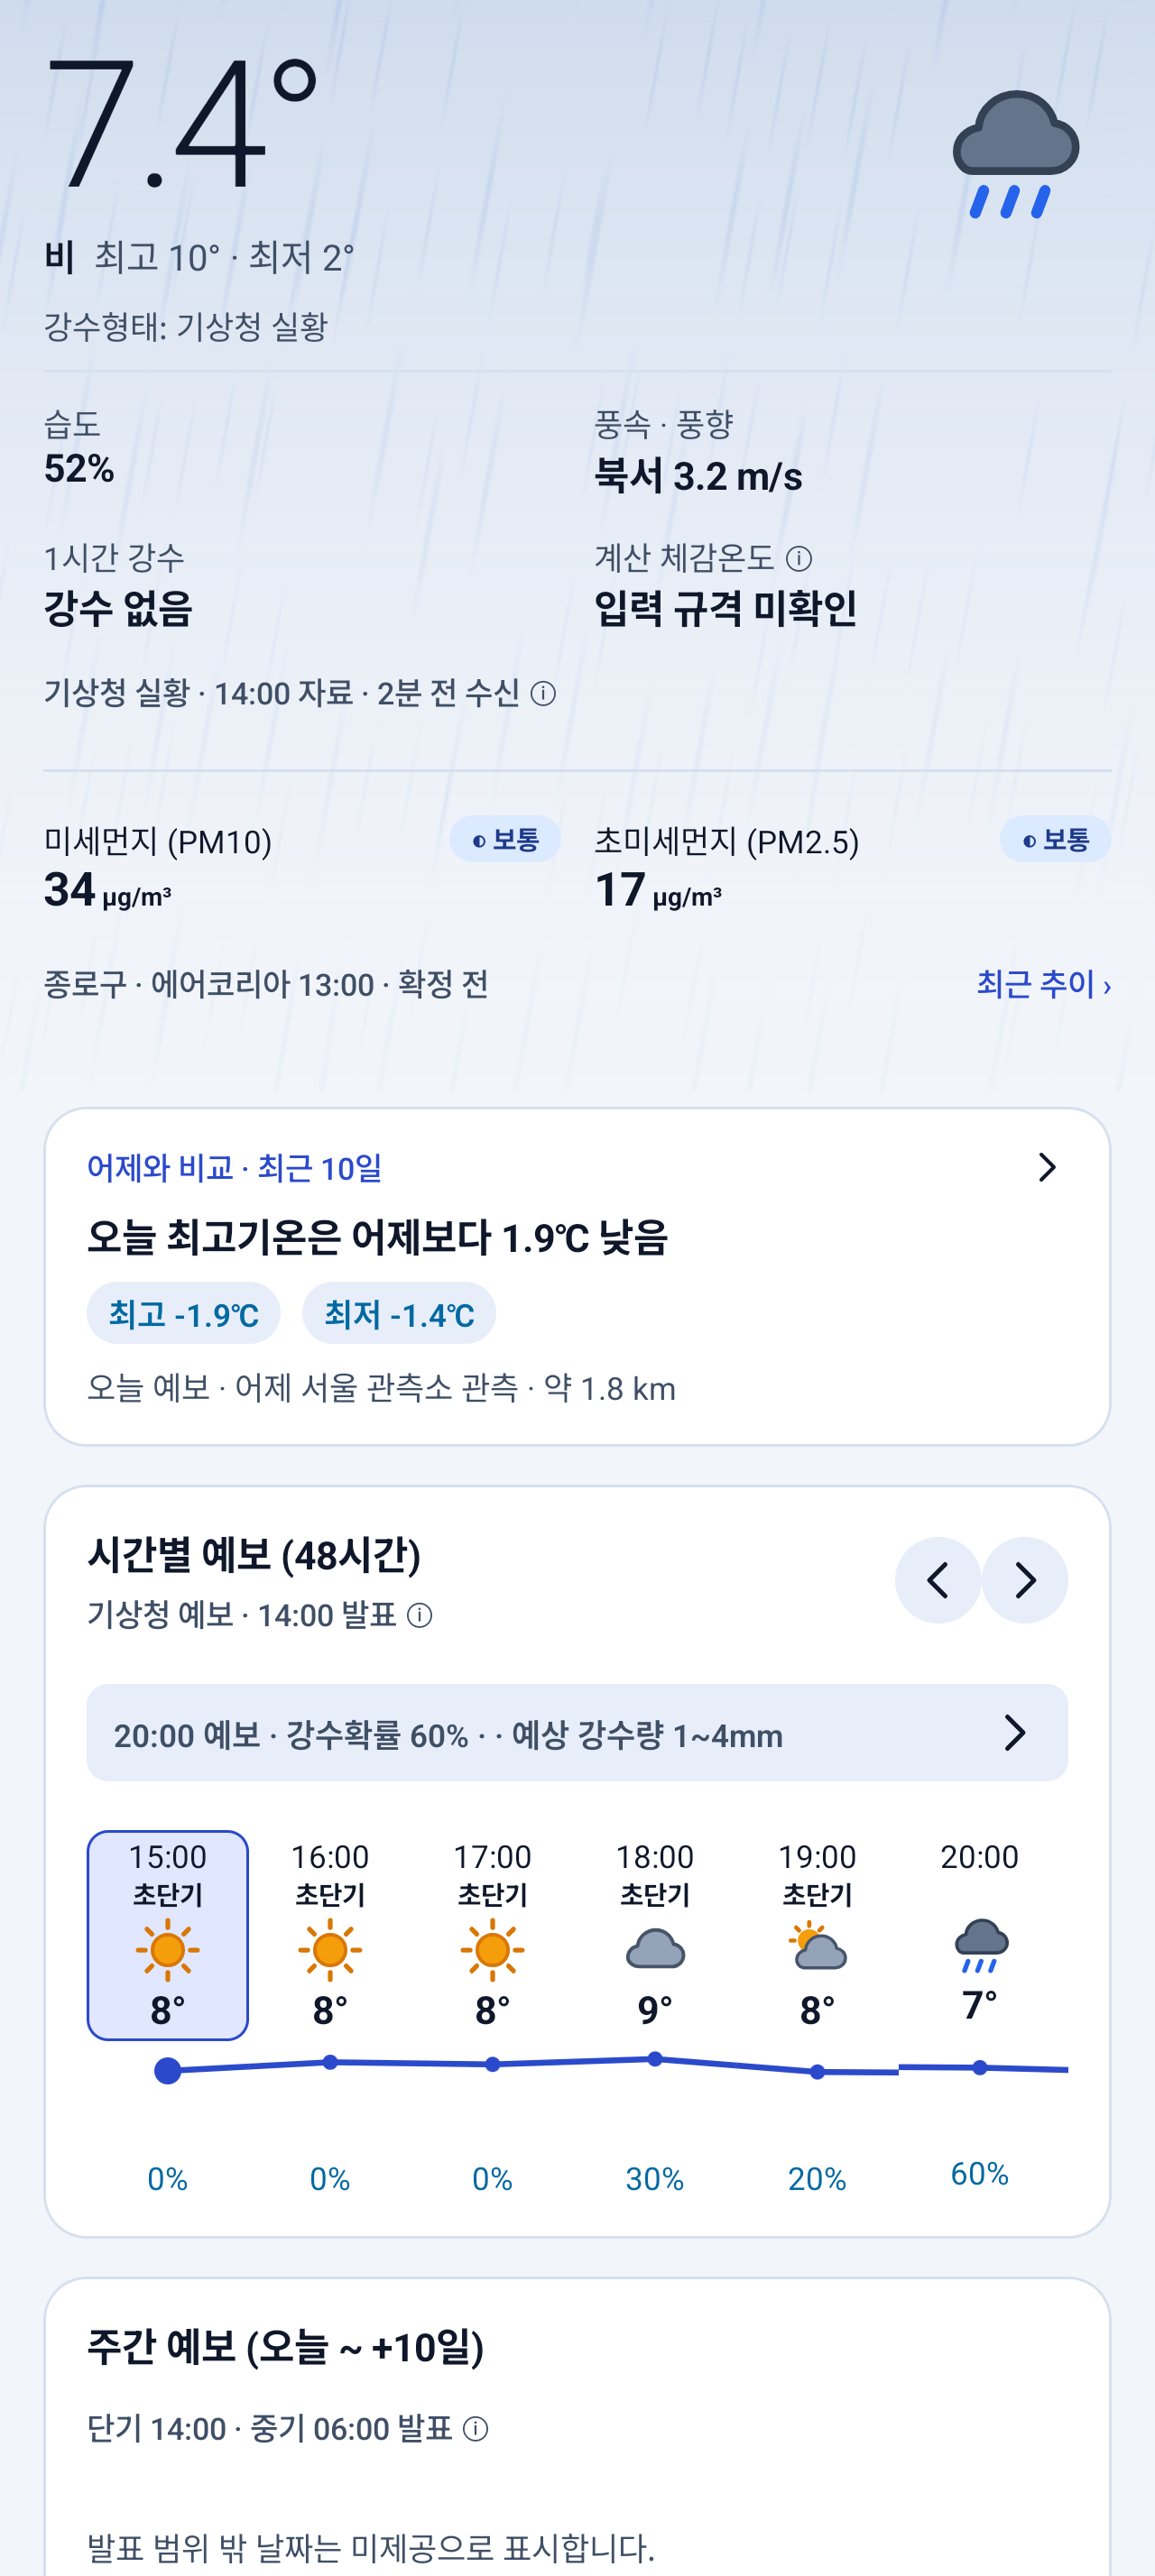 7.4°
비 최고 10° · 최저 2°
강수형태: 기상청 실황
습도
52%
풍속 · 풍향
북서 3.2 m/s
1시간 강수
강수 없음
계산 체감온도 ⓘ
입력 규격 미확인
기상청 실황 · 14:00 자료 · 2분 전 수신 ⓘ
미세먼지 (PM10)
◐ 보통
34 µg/m³
초미세먼지 (PM2.5)
◐ 보통
17 µg/m³
종로구 · 에어코리아 13:00 · 확정 전
최근 추이 ›
어제와 비교 · 최근 10일
오늘 최고기온은 어제보다 1.9℃ 낮음
최고 -1.9℃ 최저 -1.4℃
오늘 예보 · 어제 서울 관측소 관측 · 약 1.8 km
시간별 예보 (48시간)
기상청 예보 · 14:00 발표 ⓘ
20:00 예보 · 강수확률 60% · · 예상 강수량 1~4mm
15:00 16:00 17:00 18:00 19:00 20:00
초단기 초단기 초단기 초단기 초단기
8° 8° 8° 9° 8° 7°
0% 0% 0% 30% 20% 60%
주간 예보 (오늘 ~ +10일)
단기 14:00 · 중기 06:00 발표 ⓘ
발표 범위 밖 날짜는 미제공으로 표시합니다.